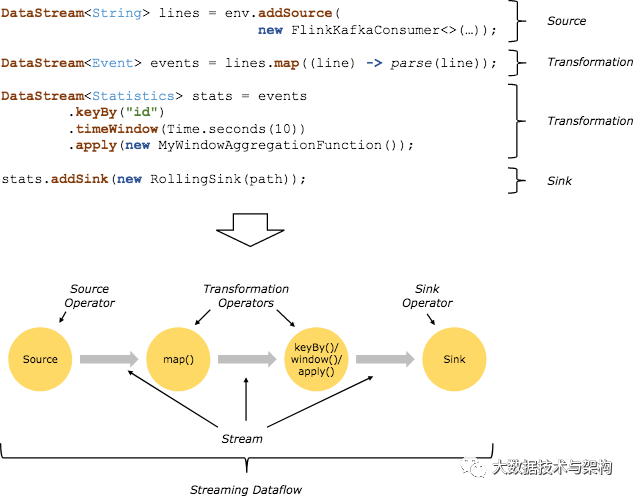 DataStream<String> lines = env.addSource(
new FlinkKafkaConsumer<>(…));
Source
DataStream<Event> events = lines.map((line) -> parse(line));
Transformation
DataStream<Statistics> stats = events
.keyBy("id")
.timeWindow(Time.seconds(10))
.apply(new MyWindowAggregationFunction());
Transformation
stats.addSink(new RollingSink(path));
Sink
Source
Operator
Transformation
Operators
Sink
Operator
Source
map()
keyBy()/
window()/
apply()
Sink
Stream
大数据技术与架构
Streaming Dataflow